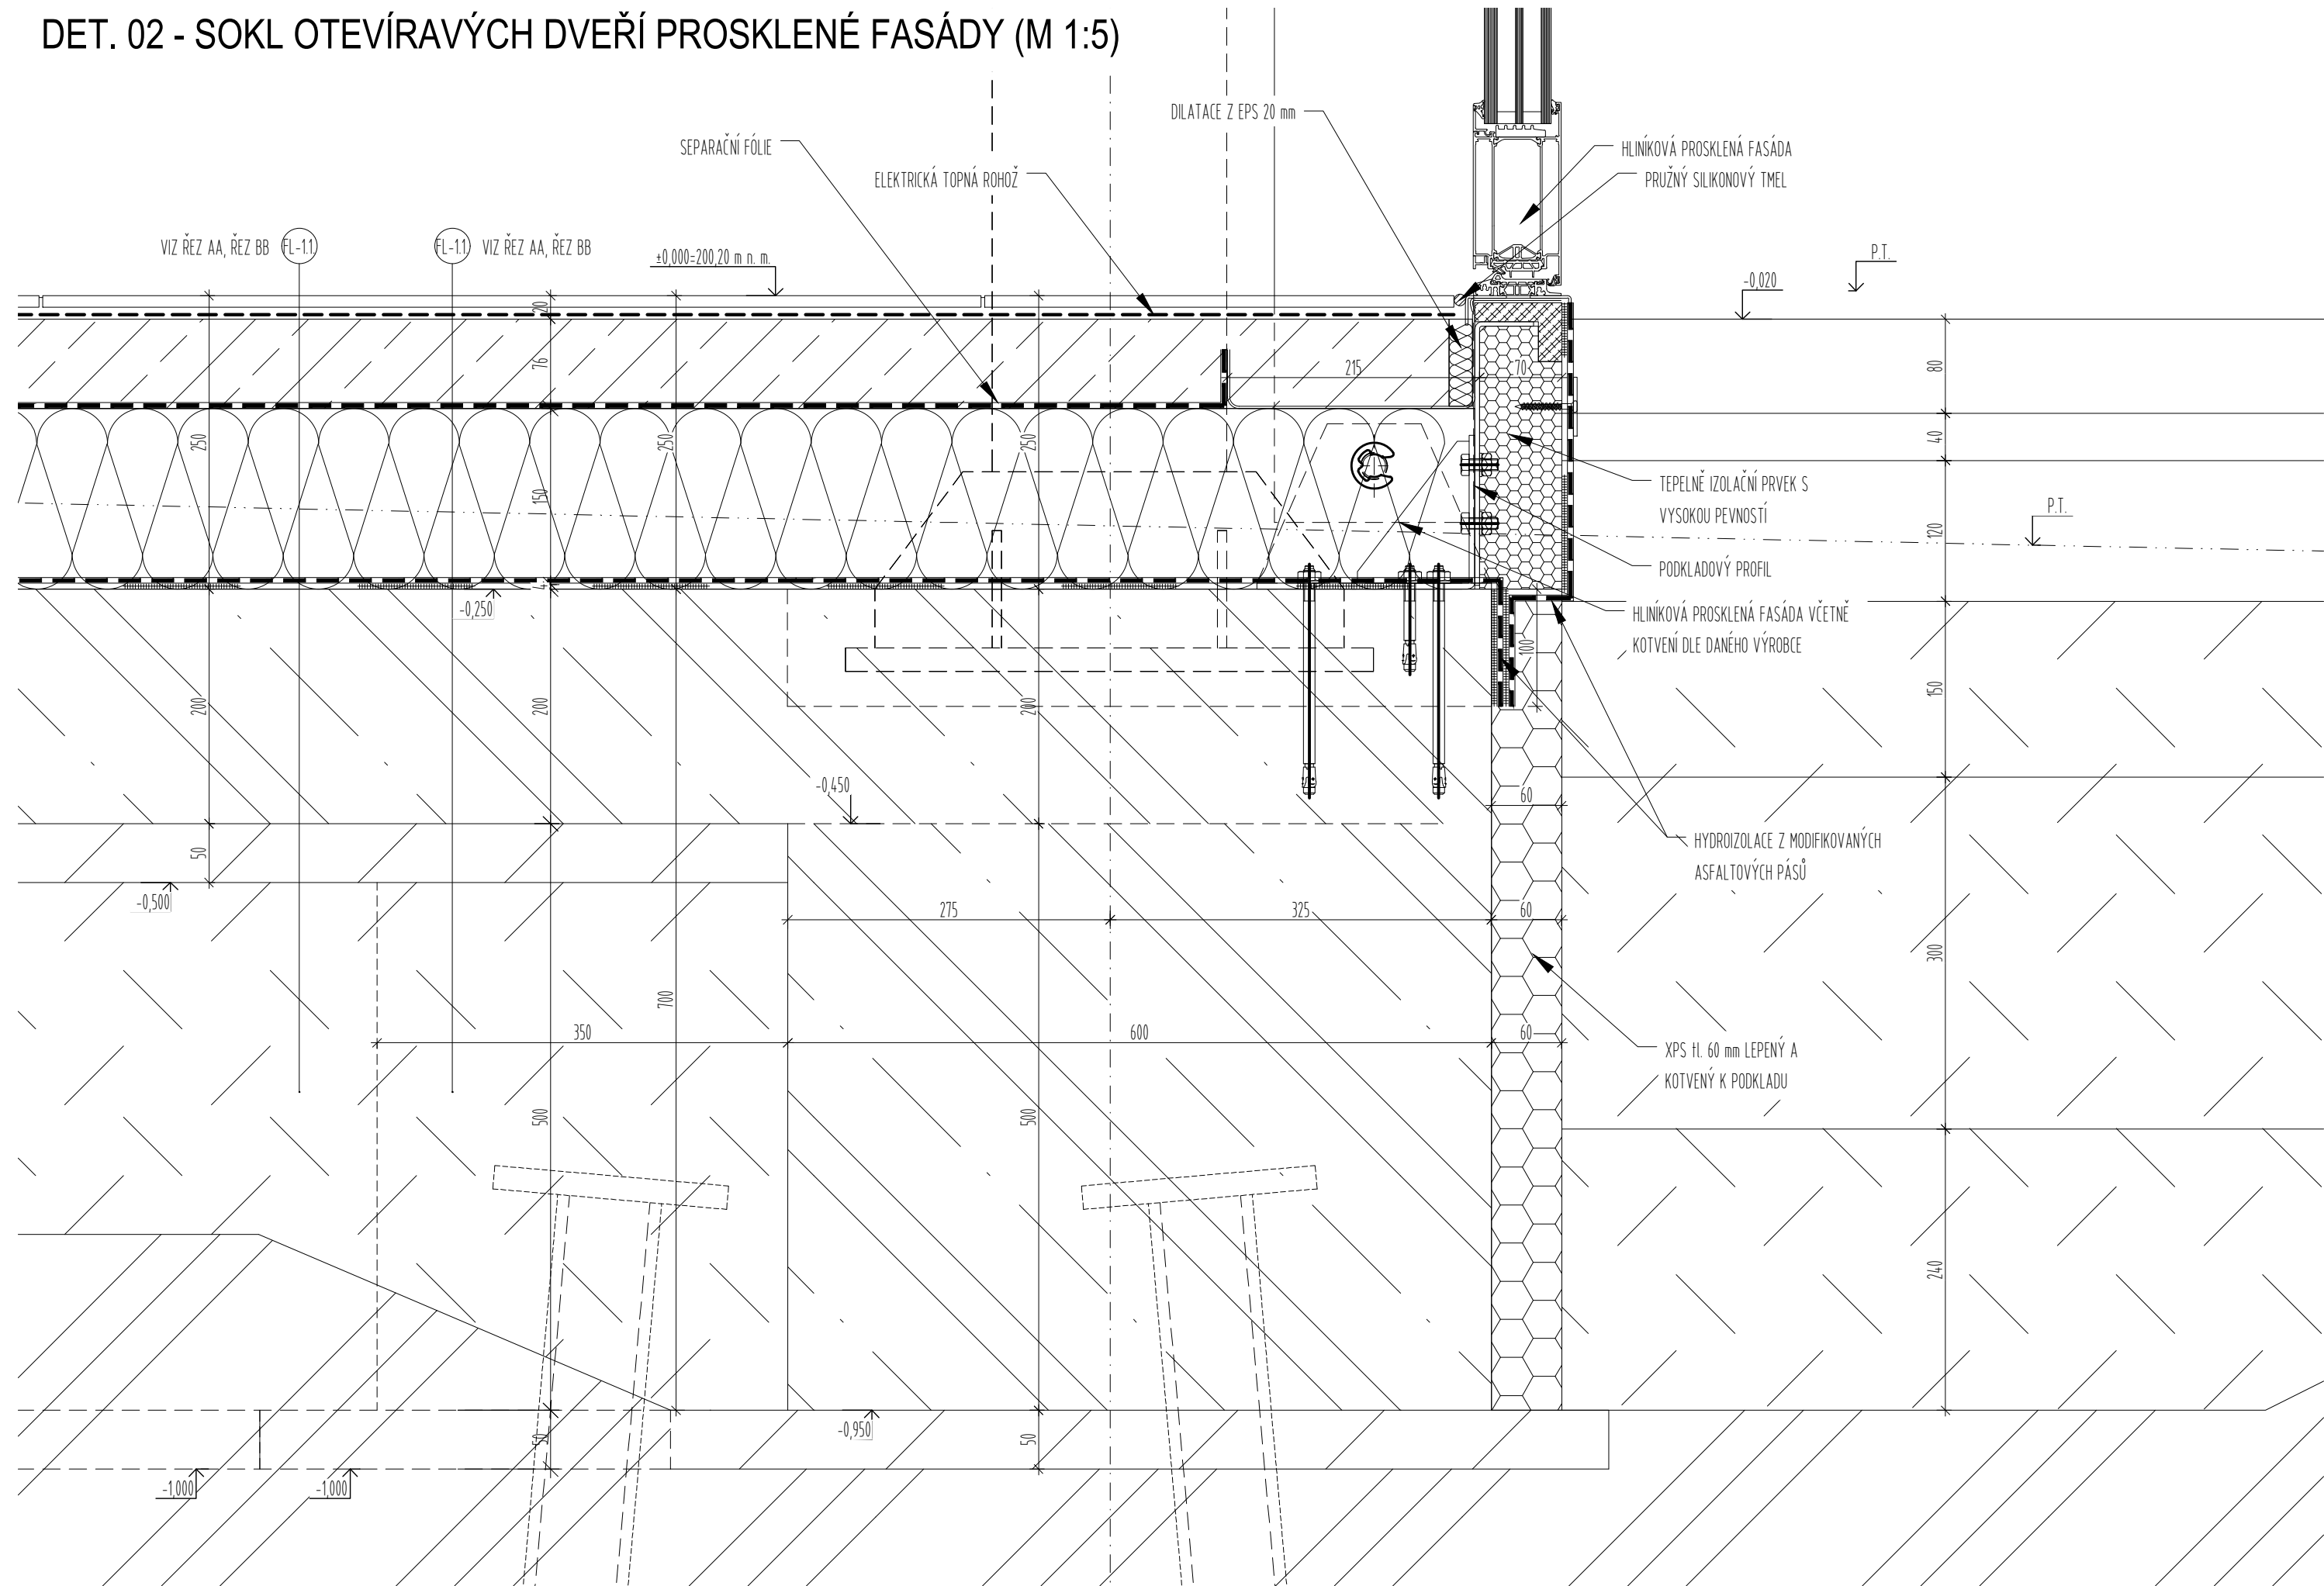 DET. 02 - SOKL OTEVÍRAVÝCH DVEŘÍ PROSKLENÉ FASÁDY (M 1:5)
DILATACE Z EPS 20 mm
SEPARAČNÍ FÓLIE
ELEKTRICKÁ TOPNÁ ROHOŽ
HLINÍKOVÁ PROSKLENÁ FASÁDA
PRUŽNÝ SILIKONOVÝ TMEL
VIZ ŘEZ AA, ŘEZ BB
FL-1.1.
FL-1.1.
VIZ ŘEZ AA, ŘEZ BB
±0,000=200,20 m n. m.
P.T.
-0,020
20
76
215
70
80
250
250
250
40
150
120
TEPELNĚ IZOLAČNÍ PRVEK S
VYSOKOU PEVNOSTÍ
P.T.
PODKLADOVÝ PROFIL
4
-0,250
HLINÍKOVÁ PROSKLENÁ FASÁDA VČETNĚ
KOTVENÍ DLE DANÉHO VÝROBCE
100
200
200
200
150
-0,450
60
HYDROIZOLACE Z MODIFIKOVANÝCH
ASFALTOVÝCH PÁSŮ
50
-0,500
275
325
60
300
700
350
600
60
XPS tl. 60 mm LEPENÝ A
KOTVENÝ K PODKLADU
500
500
240
-0,950
50
50
-1,000
-1,000